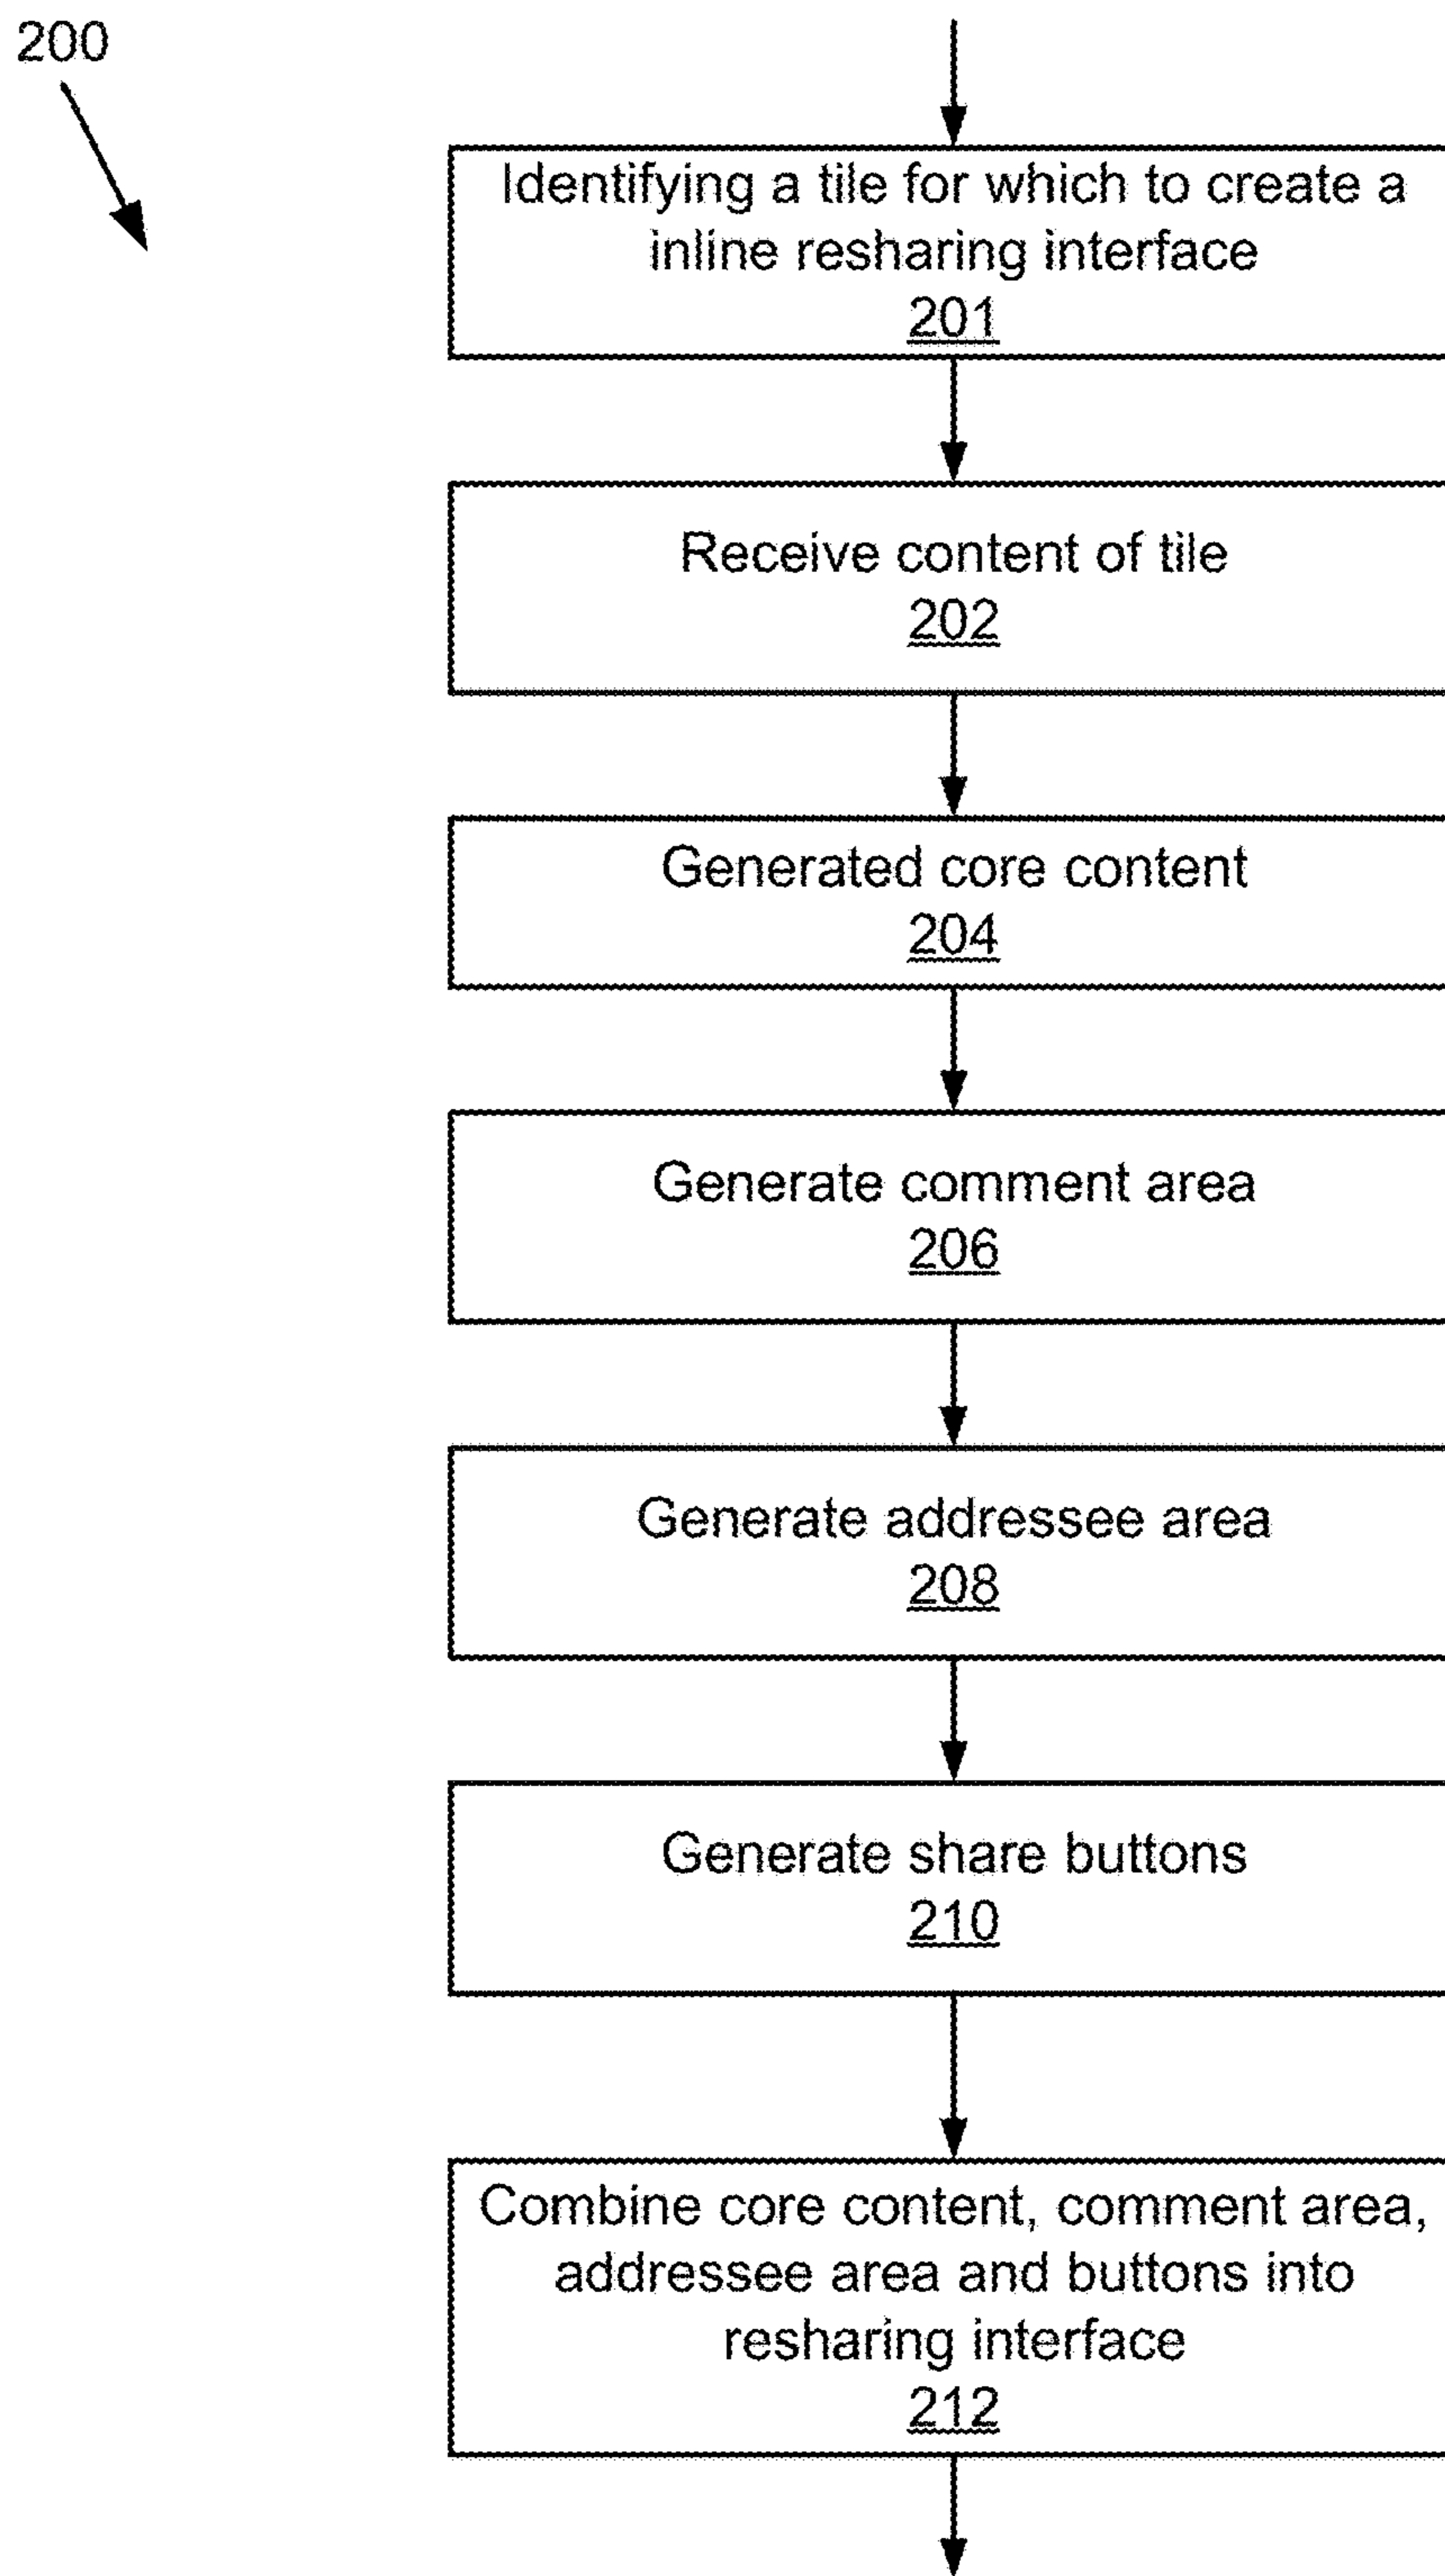 200
Identifying a tile for which to create a
inline resharing interface
201
Receive content of tile
202
Generated core content
204
Generate comment area
206
Generate addressee area
208
Generate share buttons
210
Combine core content, comment area,
addressee area and buttons into
resharing interface
212